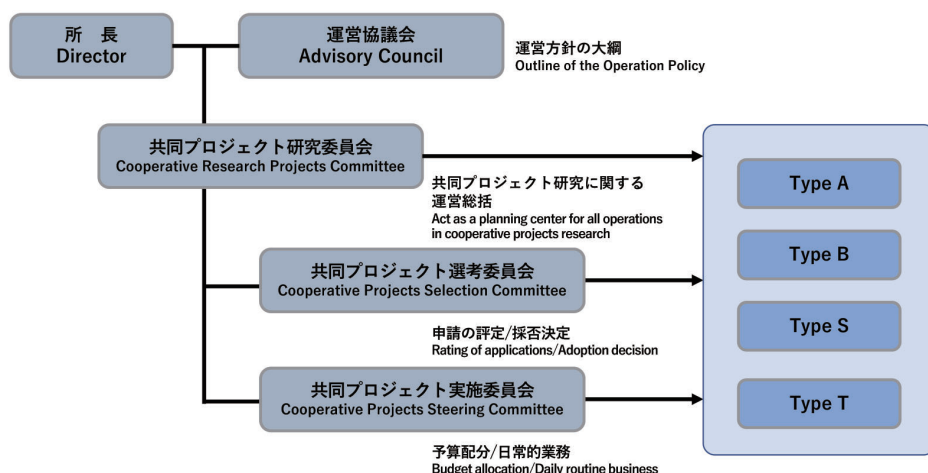 所 長
Director
運営協議会
Advisory Council
運営方針の大綱
Outline of the Operation Policy
共同プロジェクト研究委員会
Cooperative Research Projects Committee
共同プロジェクト研究に関する
運営総括
Act as a planning center for all operations
in cooperative projects research
共同プロジェクト選考委員会
Cooperative Projects Selection Committee
申請の評定/採否決定
Rating of applications/Adoption decision
共同プロジェクト実施委員会
Cooperative Projects Steering Committee
予算配分/日常的業務
Budget allocation/Daily routine business
Type A
Type B
Type S
Type T